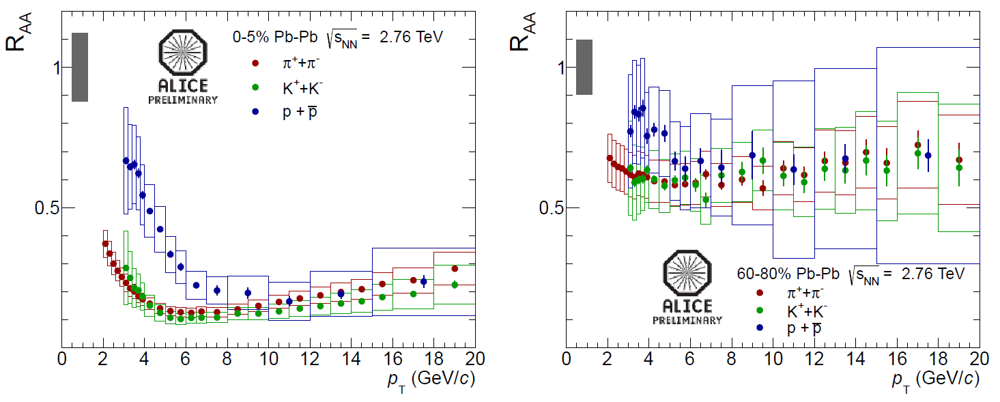 R_AA
0-5% Pb-Pb √s_NN = 2.76 TeV
π⁺+π⁻
K⁺+K⁻
p + p̅
ALICE
PRELIMINARY
1
0.5
0 2 4 6 8 10 12 14 16 18 20
p_T (GeV/c)
R_AA
1
0.5
60-80% Pb-Pb √s_NN = 2.76 TeV
π⁺+π⁻
K⁺+K⁻
p + p̅
ALICE
PRELIMINARY
0 2 4 6 8 10 12 14 16 18 20
p_T (GeV/c)